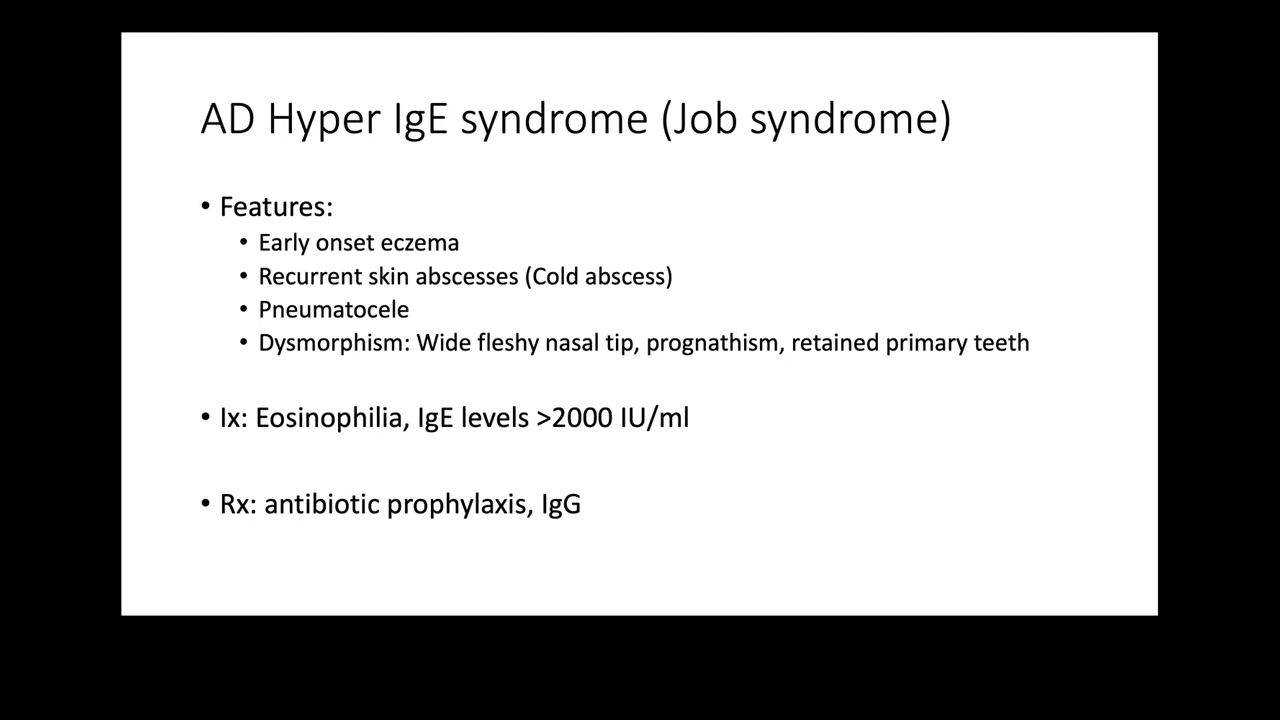 AD Hyper IgE syndrome (Job syndrome)
• Features:
• Early onset eczema
• Recurrent skin abscesses (Cold abscess)
• Pneumatocele
• Dysmorphism: Wide fleshy nasal tip, prognathism, retained primary teeth
• Ix: Eosinophilia, IgE levels >2000 IU/ml
• Rx: antibiotic prophylaxis, IgG